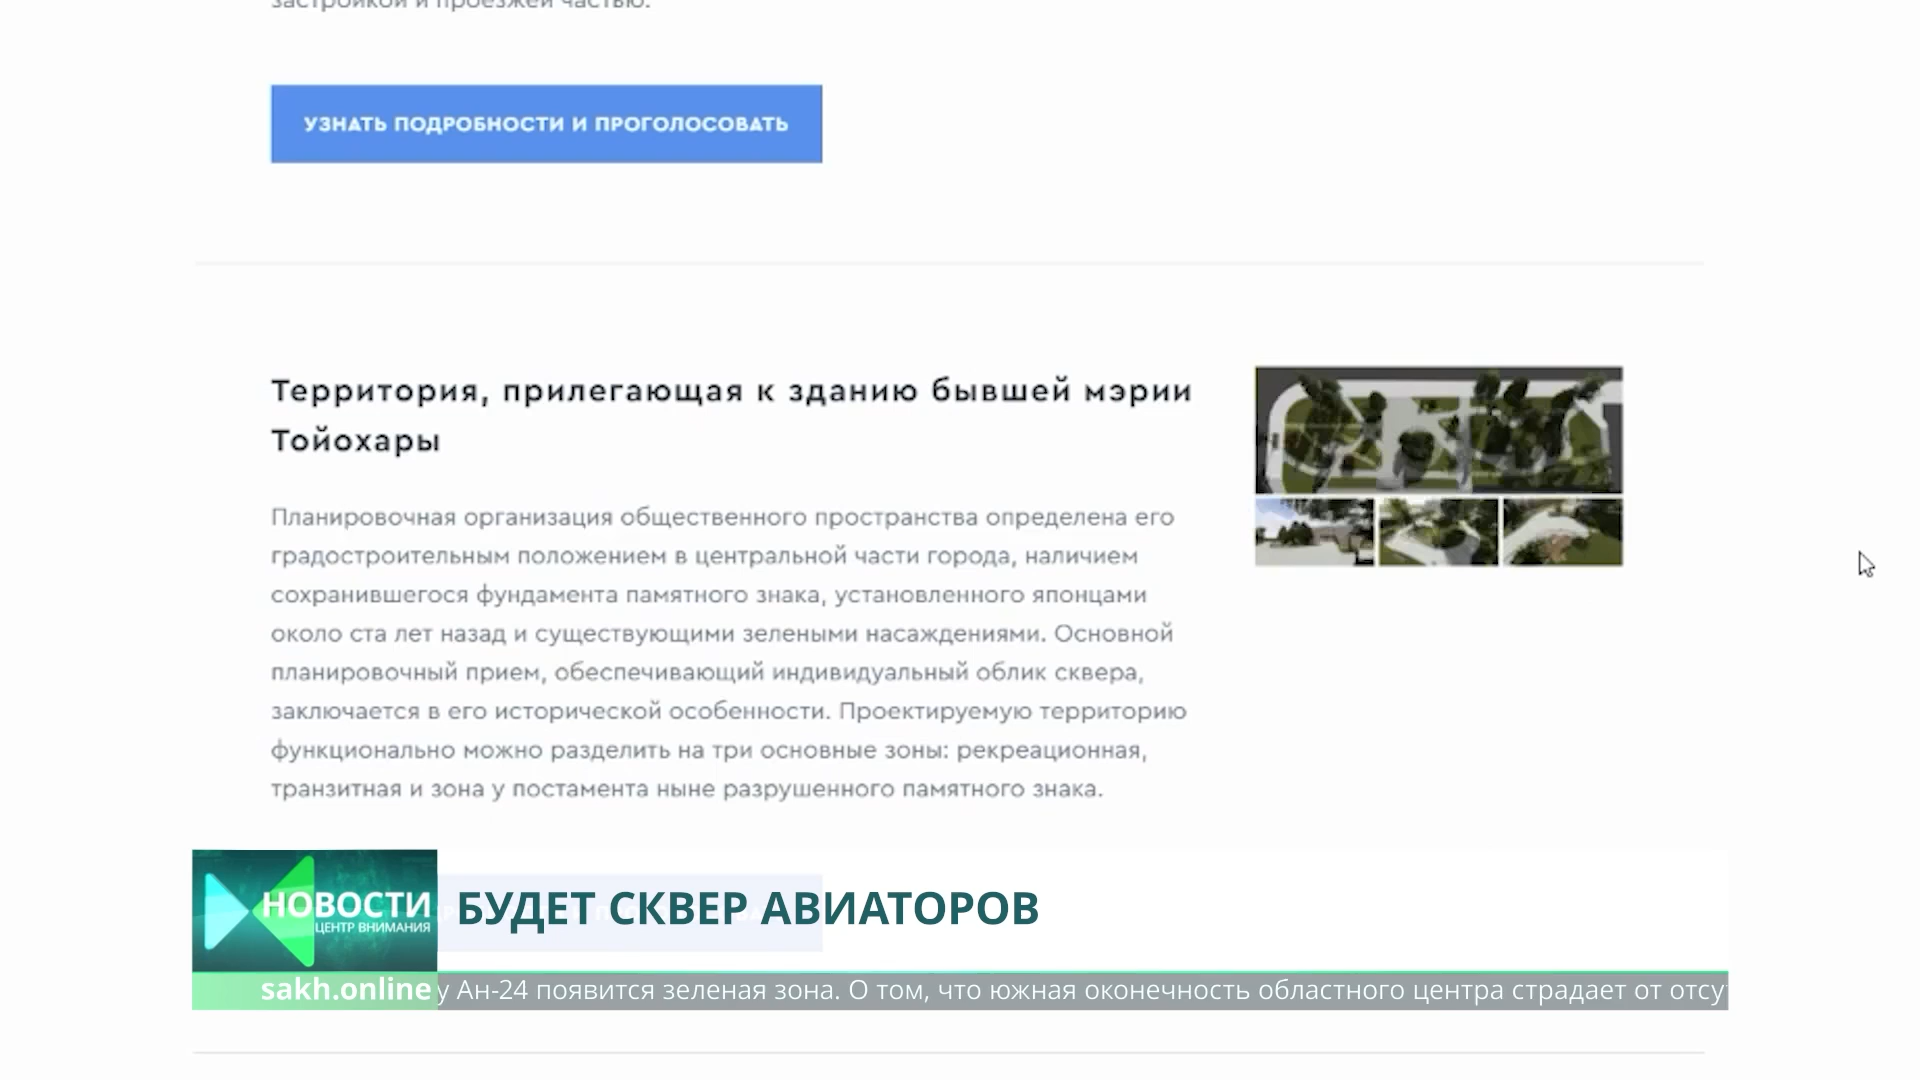 застройкой и проезжей частью.
УЗНАТЬ ПОДРОБНОСТИ И ПРОГОЛОСОВАТЬ
Территория, прилегающая к зданию бывшей мэрии
Тойохары
Планировочная организация общественного пространства определена его
градостроительным положением в центральной части города, наличием
сохранившегося фундамента памятного знака, установленного японцами
около ста лет назад и существующими зелеными насаждениями. Основной
планировочный прием, обеспечивающий индивидуальный облик сквера,
заключается в его исторической особенности. Проектируемую территорию
функционально можно разделить на три основные зоны: рекреационная,
транзитная и зона у постамента ныне разрушенного памятного знака.
НОВОСТИ
ЦЕНТР ВНИМАНИЯ
БУДЕТ СКВЕР АВИАТОРОВ
sakh.online
у Ан-24 появится зеленая зона. О том, что южная оконечность областного центра страдает от отсу